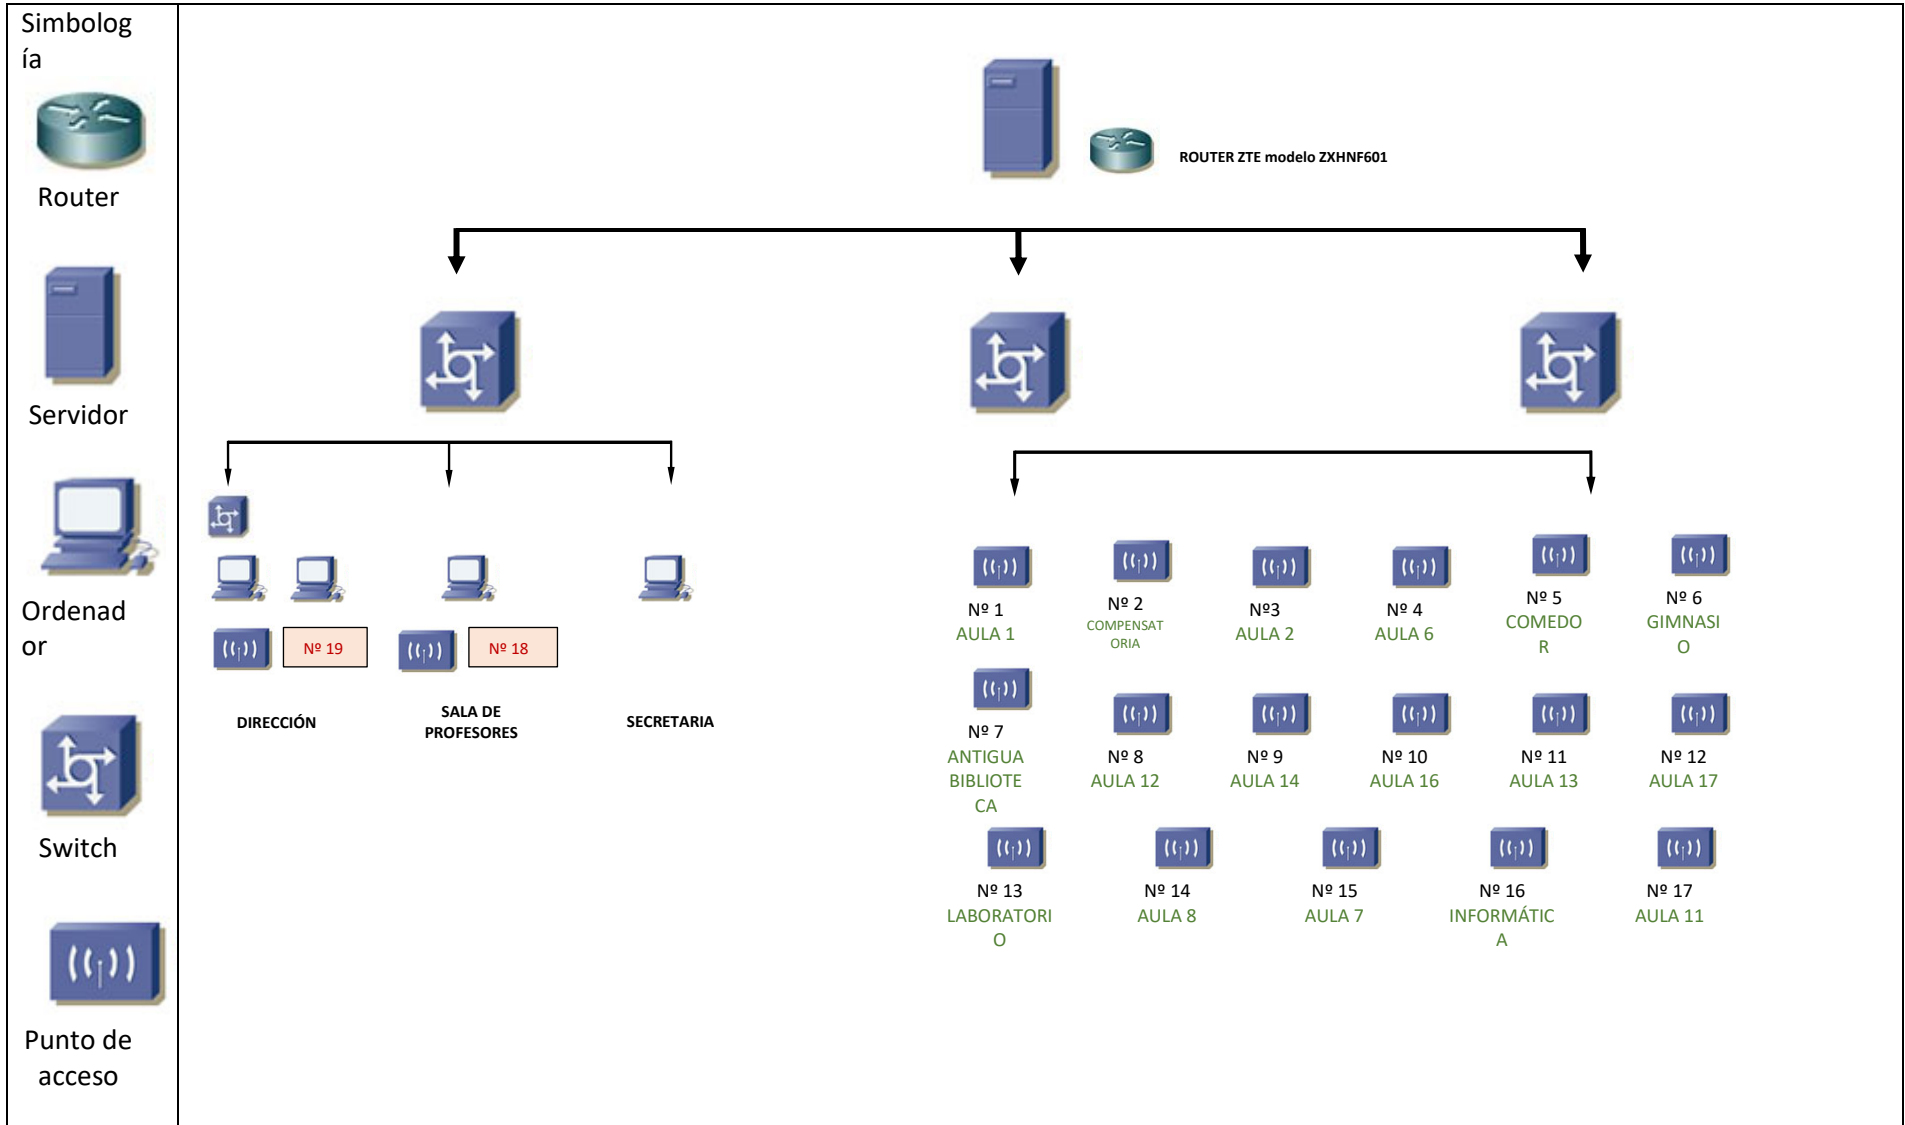 Simbolog
ía
Router
Servidor
Ordenad
or
Switch
Punto de
acceso
ROUTER ZTE modelo ZXHNF601
Nº 19
Nº 18
DIRECCIÓN
SALA DE
PROFESORES
SECRETARIA
Nº 1
AULA 1
Nº 2
COMPENSAT
ORIA
Nº3
AULA 2
Nº 4
AULA 6
Nº 5
COMEDO
R
Nº 6
GIMNASI
O
Nº 7
ANTIGUA
BIBLIOTE
CA
Nº 8
AULA 12
Nº 9
AULA 14
Nº 10
AULA 16
Nº 11
AULA 13
Nº 12
AULA 17
Nº 13
LABORATORI
O
Nº 14
AULA 8
Nº 15
AULA 7
Nº 16
INFORMÁTIC
A
Nº 17
AULA 11